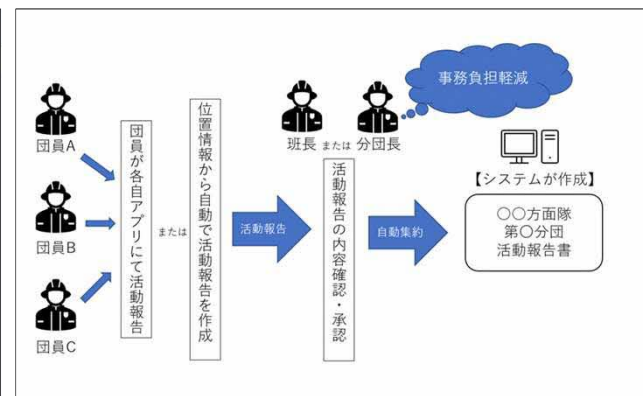 団員A
団員B
団員C
団員が各自アプリにて活動報告
または
位置情報から自動で活動報告を作成
活動報告
班長 または 分団長
活動報告の内容確認・承認
事務負担軽減
自動集約
【システムが作成】
〇〇方面隊
第〇分団
活動報告書